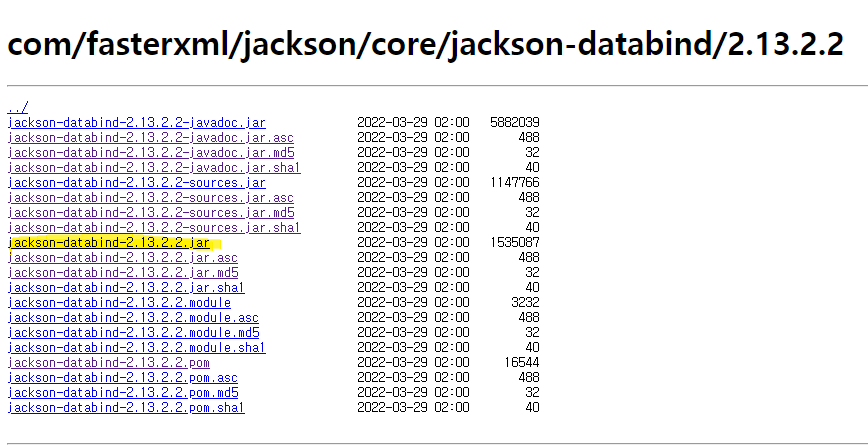 com/fasterxml/jackson/core/jackson-databind/2.13.2.2
../
jackson-databind-2.13.2.2-javadoc.jar 2022-03-29 02:00 5882039
jackson-databind-2.13.2.2-javadoc.jar.asc 2022-03-29 02:00 488
jackson-databind-2.13.2.2-javadoc.jar.md5 2022-03-29 02:00 32
jackson-databind-2.13.2.2-javadoc.jar.sha1 2022-03-29 02:00 40
jackson-databind-2.13.2.2-sources.jar 2022-03-29 02:00 1147766
jackson-databind-2.13.2.2-sources.jar.asc 2022-03-29 02:00 488
jackson-databind-2.13.2.2-sources.jar.md5 2022-03-29 02:00 32
jackson-databind-2.13.2.2-sources.jar.sha1 2022-03-29 02:00 40
jackson-databind-2.13.2.2.jar 2022-03-29 02:00 1535087
jackson-databind-2.13.2.2.jar.asc 2022-03-29 02:00 488
jackson-databind-2.13.2.2.jar.md5 2022-03-29 02:00 32
jackson-databind-2.13.2.2.jar.sha1 2022-03-29 02:00 40
jackson-databind-2.13.2.2.module 2022-03-29 02:00 3232
jackson-databind-2.13.2.2.module.asc 2022-03-29 02:00 488
jackson-databind-2.13.2.2.module.md5 2022-03-29 02:00 32
jackson-databind-2.13.2.2.module.sha1 2022-03-29 02:00 40
jackson-databind-2.13.2.2.pom 2022-03-29 02:00 16544
jackson-databind-2.13.2.2.pom.asc 2022-03-29 02:00 488
jackson-databind-2.13.2.2.pom.md5 2022-03-29 02:00 32
jackson-databind-2.13.2.2.pom.sha1 2022-03-29 02:00 40